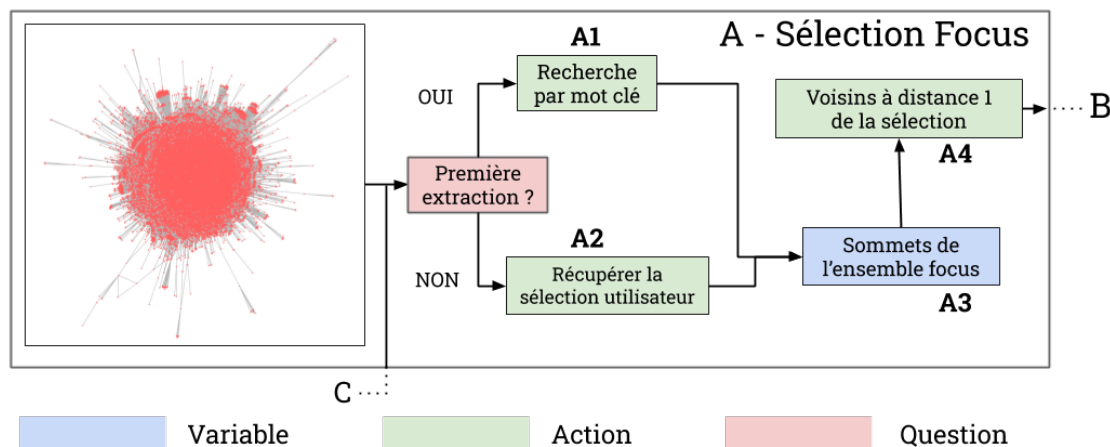 A - Sélection Focus
A1
Recherche
par mot clé
OUI
Première
extraction ?
NON
A2
Récupérer la
sélection utilisateur
Voisins à distance 1
de la sélection
A4
B
Sommets de
l'ensemble focus
A3
C
Variable
Action
Question